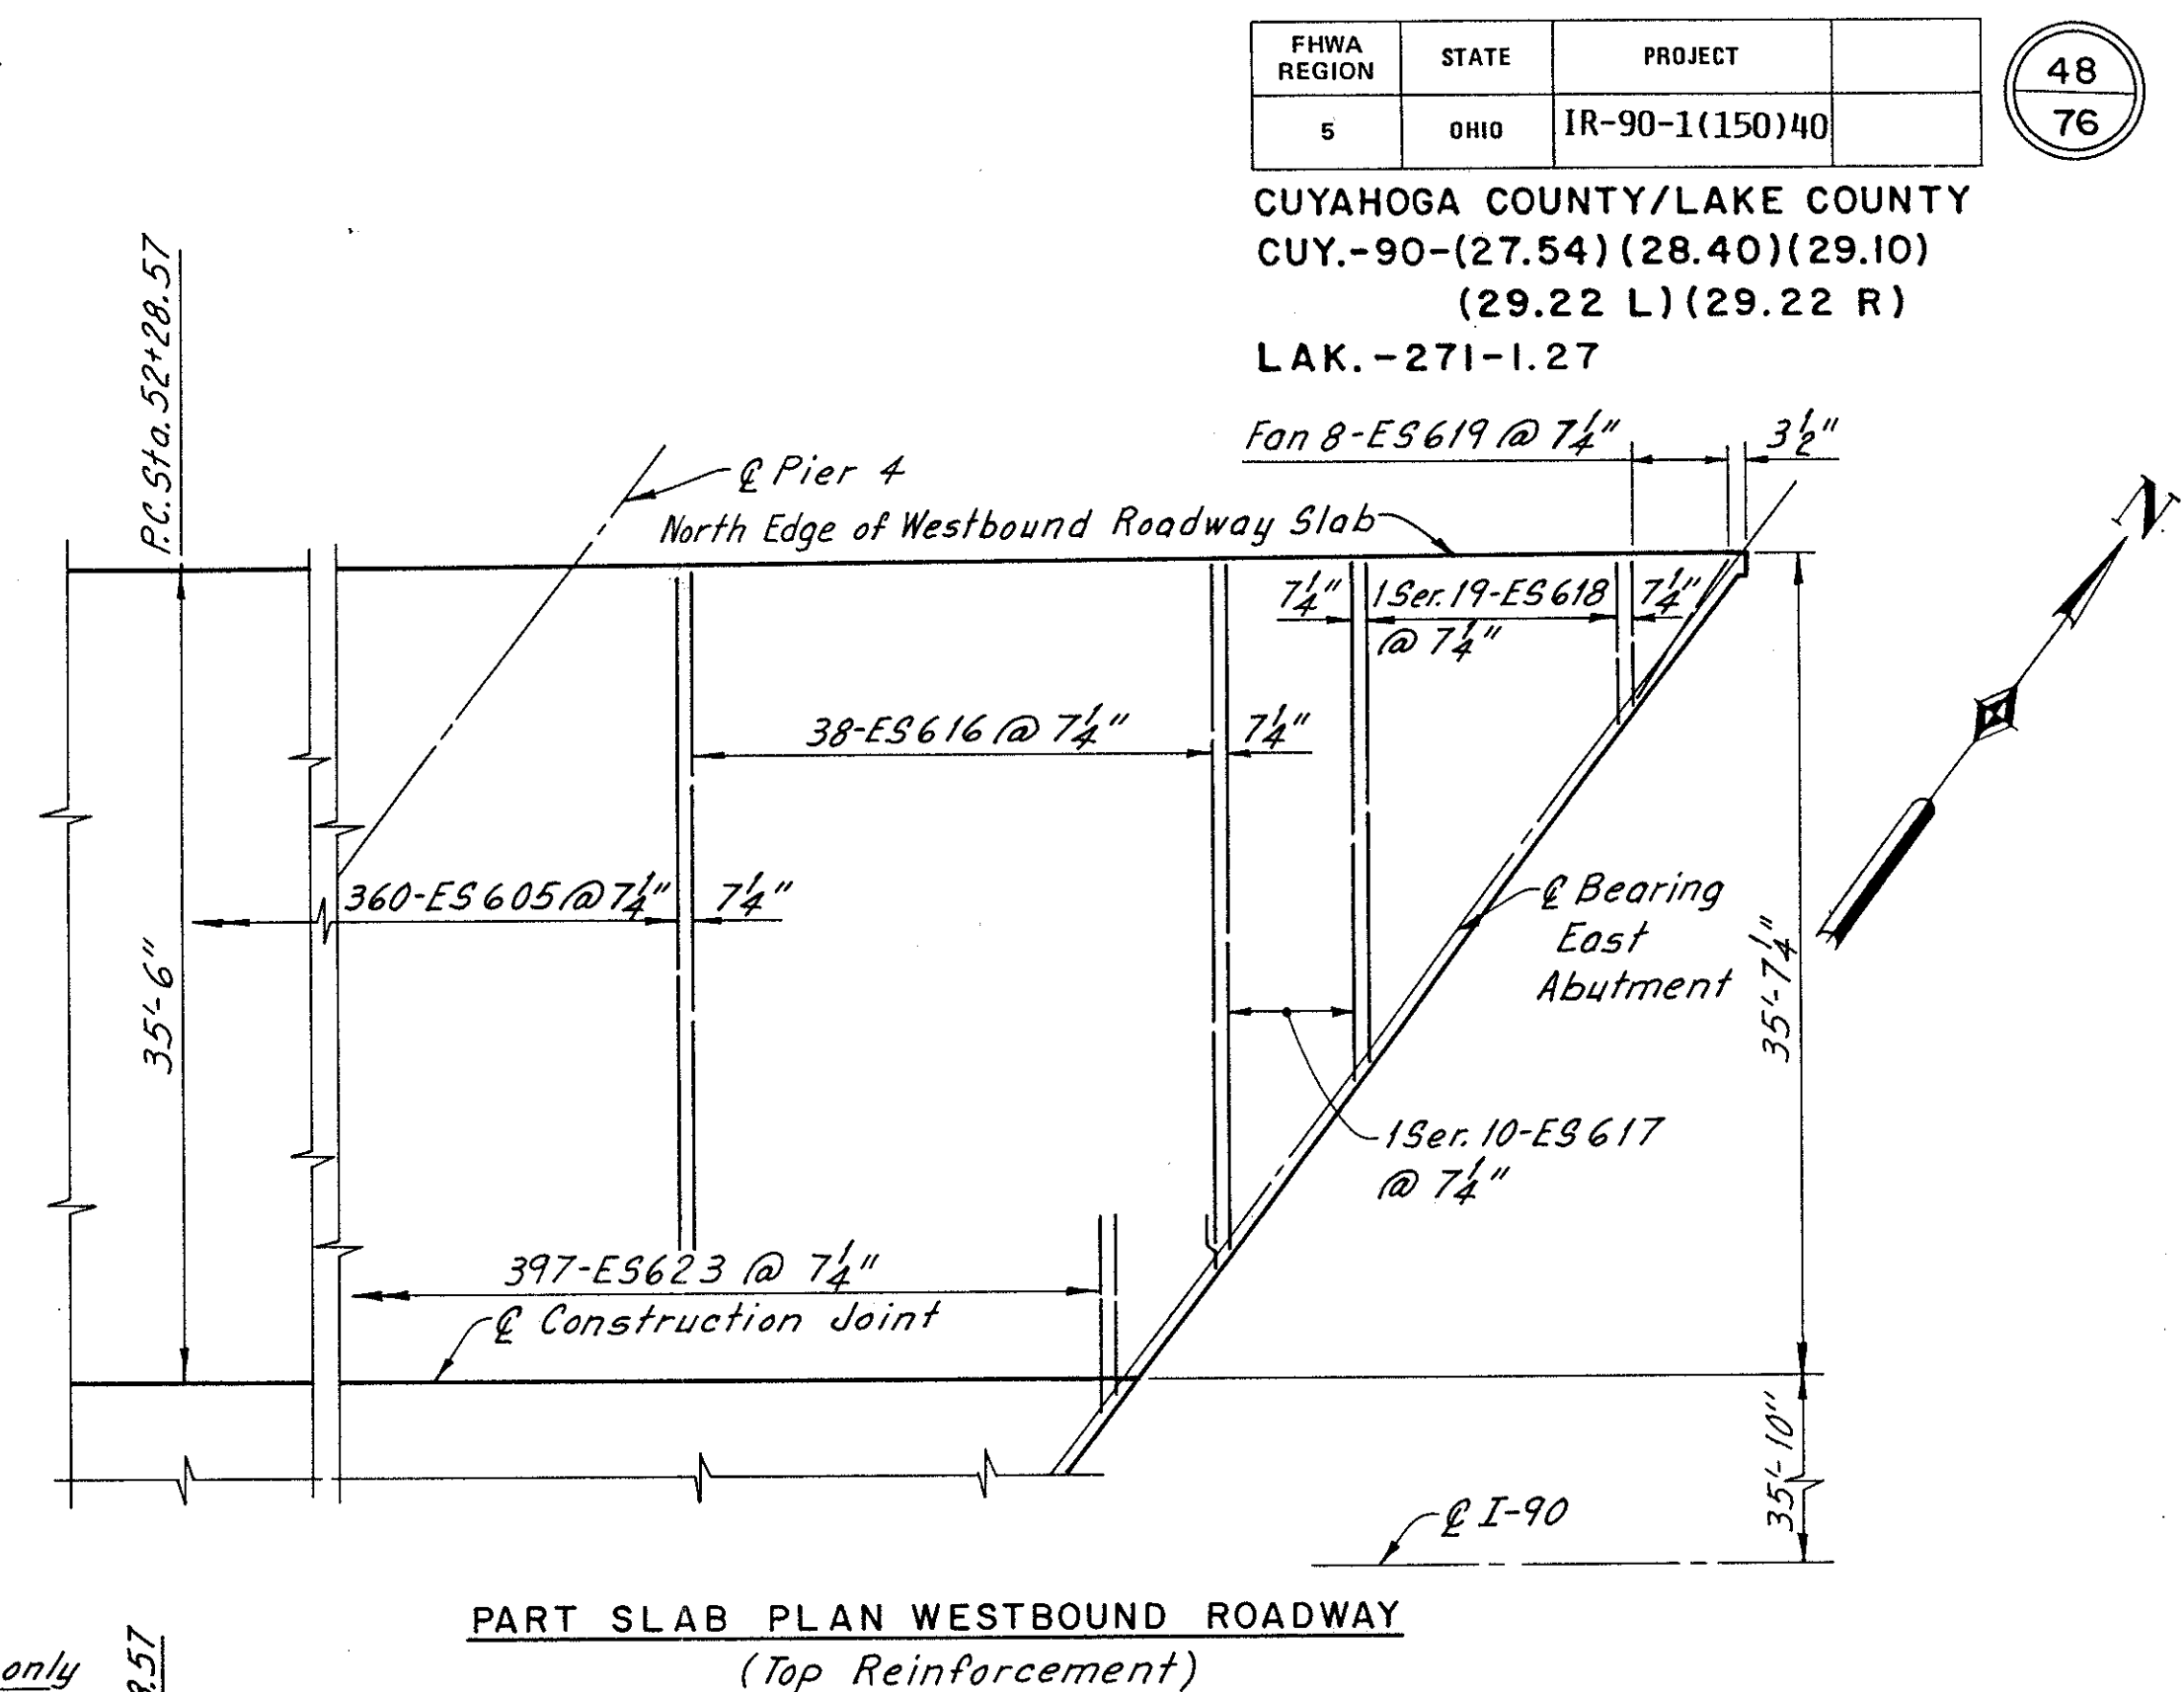 FHWA REGION
STATE
PROJECT
5
OHIO
IR-90-1(150)40
48
76
CUYAHOGA COUNTY/LAKE COUNTY
CUY.-90-(27.54)(28.40)(29.10)
(29.22 L)(29.22 R)
LAK.-271-1.27
P.C. Sta. 52+28.57
Fan 8-ES619 @ 7¼"
3½"
℄ Pier 4
N
North Edge of Westbound Roadway Slab
7¼"
1 Ser. 19-ES618
7¼"
@ 7¼"
38-ES616 @ 7¼"
7¼"
360-ES605 @ 7¼"
7¼"
℄ Bearing
East
Abutment
35'-6"
35'-7¼"
1 Ser. 10-ES617
@ 7¼"
397-ES623 @ 7¼"
℄ Construction Joint
35'-10"
℄ I-90
PART SLAB PLAN WESTBOUND ROADWAY
(Top Reinforcement)
only
8.57